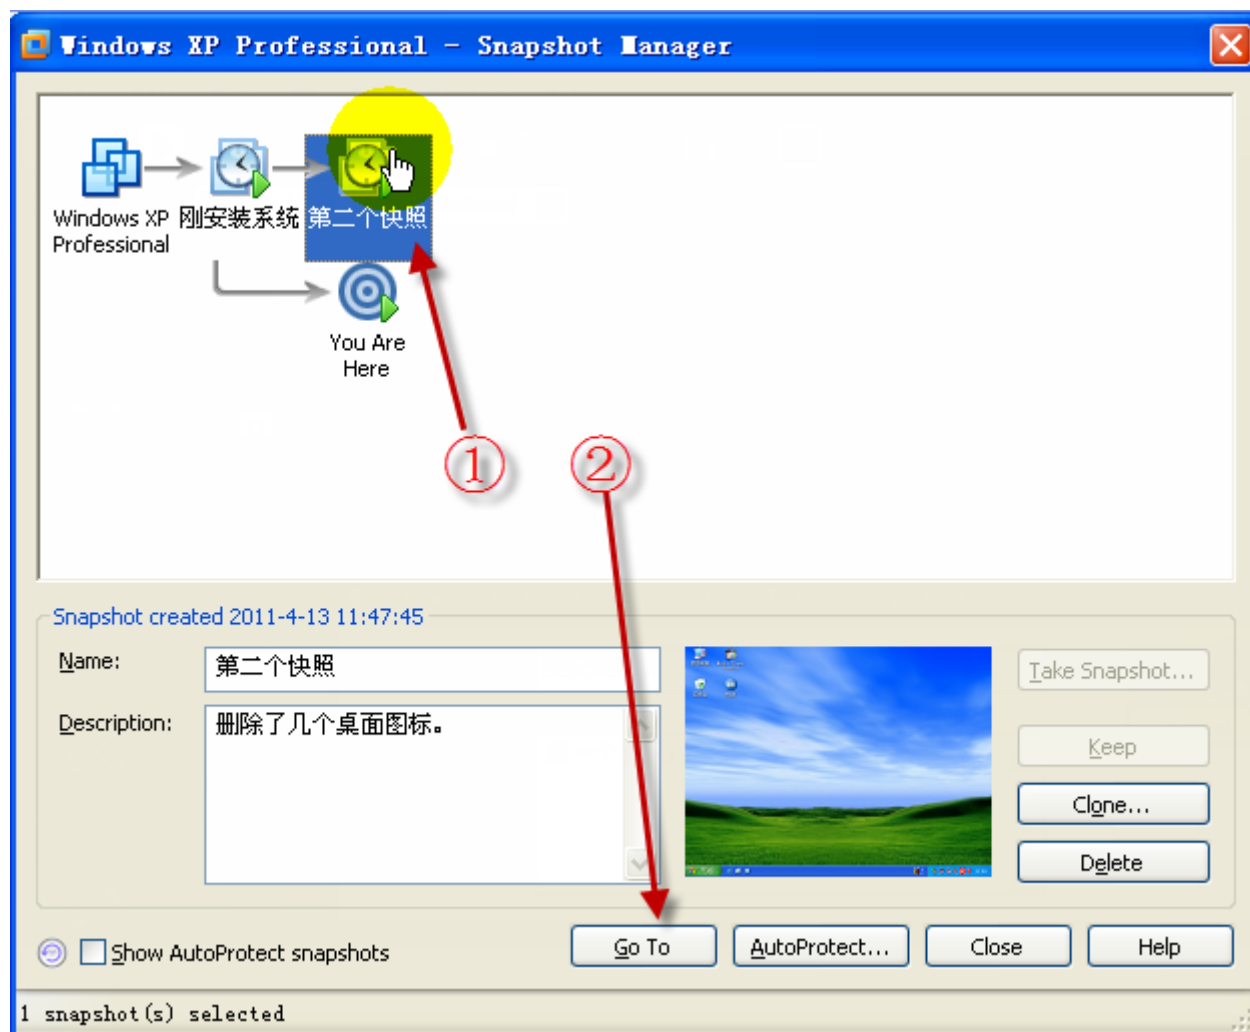 Windows XP Professional - Snapshot Manager
Windows XP
Professional
刚安装系统
第二个快照
You Are
Here
①
②
Snapshot created 2011-4-13 11:47:45
Name:
第二个快照
Take Snapshot...
Description:
删除了几个桌面图标。
Keep
Clone...
Delete
Show AutoProtect snapshots
Go To
AutoProtect...
Close
Help
1 snapshot(s) selected